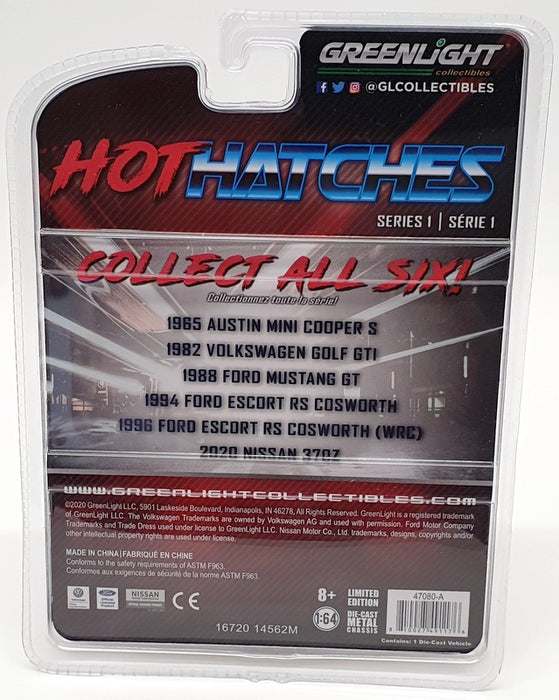 GREENLIGHT
collectibles
@GLCOLLECTIBLES
HOT HATCHES
SERIES 1 | SÉRIE 1
COLLECT ALL SIX!
Collectionnez toute la série!
1965 AUSTIN MINI COOPER S
1982 VOLKSWAGEN GOLF GTI
1988 FORD MUSTANG GT
1994 FORD ESCORT RS COSWORTH
1996 FORD ESCORT RS COSWORTH (WRC)
2020 NISSAN 370Z
WWW.GREENLIGHTCOLLECTIBLES.COM
©2020 GreenLight LLC, 5901 Lakeside Boulevard, Indianapolis, IN 46278, All Rights Reserved. GreenLight is a registered trademark
of GreenLight LLC. The Volkswagen Trademarks are owned by Volkswagen AG and used with permission. Ford Motor Company
Trademarks and Trade Dress used under license to GreenLight LLC. Nissan Motor Co., Ltd. trademarks, designs, copyrights and/or
other intellectual property rights are used under license.
MADE IN CHINA | FABRIQUÉ EN CHINE
Conforms to the safety requirements of ASTM F963.
Conformes aux exigences de sécurité de la norme ASTM F963.
NISSAN
CE
8+
1:64
LIMITED
EDITION
DIE-CAST
METAL
CHASSIS
47080-A
Contains: 1 Die-Cast Vehicle
16720 14562M